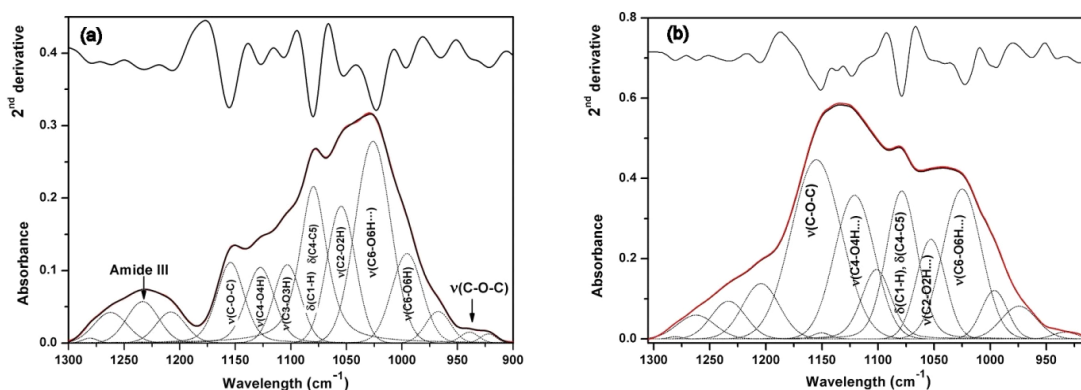 (a)
0.4
0.3
0.2
0.1
0.0
2nd derivative
Absorbance
Amide III
ν(C-O-C)
ν(C4-O4H)
ν(C3-O3H)
δ(C1-H) δ(C4-C5)
ν(C2-O2H)
ν(C6-O6H···)
ν(C6-O6H)
ν(C-O-C)
1300 1250 1200 1150 1100 1050 1000 950 900
Wavelength (cm-1)
(b)
0.8
0.6
0.4
0.2
0.0
2nd derivative
Absorbance
ν(C-O-C)
ν(C4-O4H...)
δ(C1-H), δ(C4-C5)
ν(C2-O2H...)
ν(C6-O6H...)
1300 1250 1200 1150 1100 1050 1000 950
Wavelength (cm-1)